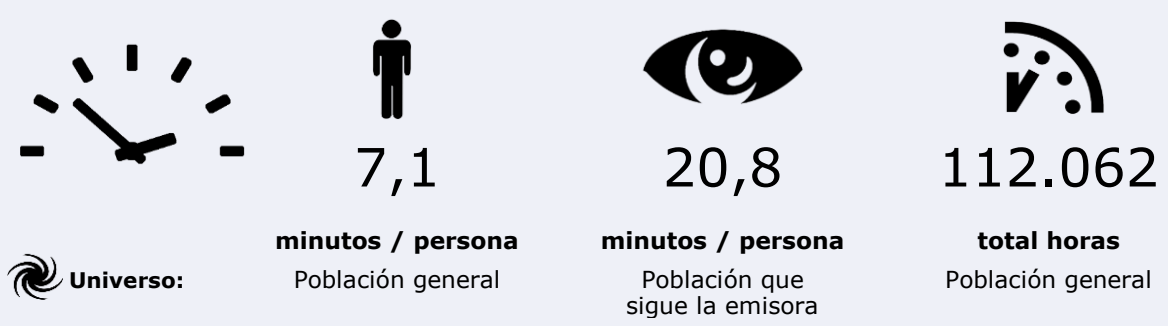 7,1
20,8
112.062
minutos / persona
minutos / persona
total horas
Universo:
Población general
Población que
sigue la emisora
Población general